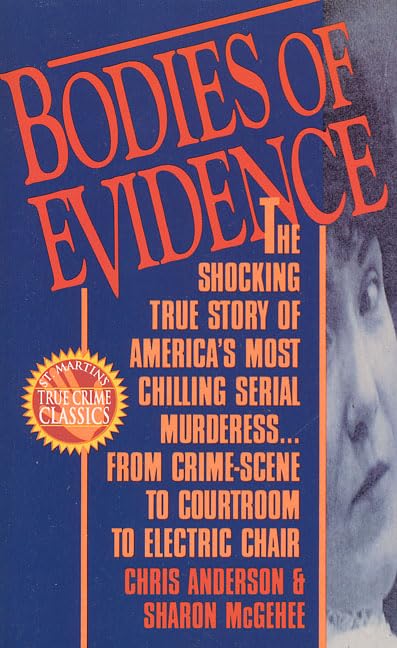 BODIES OF
EVIDENCE
THE
SHOCKING
TRUE STORY OF
AMERICA'S MOST
CHILLING SERIAL
MURDERESS...
FROM CRIME-SCENE
TO COURTROOM
TO ELECTRIC CHAIR
ST. MARTIN'S
TRUE CRIME
CLASSICS
CHRIS ANDERSON &
SHARON McGEHEE